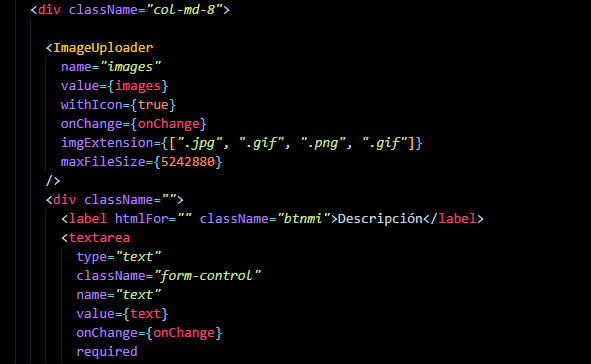 <div className="col-md-8">
<ImageUploader
name="images"
value={images}
withIcon={true}
onChange={onChange}
imgExtension={[".jpg", ".gif", ".png", ".gif"]}
maxFileSize={5242880}
/>
<div className="">
<label htmlFor="" className="btnmi">Descripción</label>
<textarea
type="text"
className="form-control"
name="text"
value={text}
onChange={onChange}
required